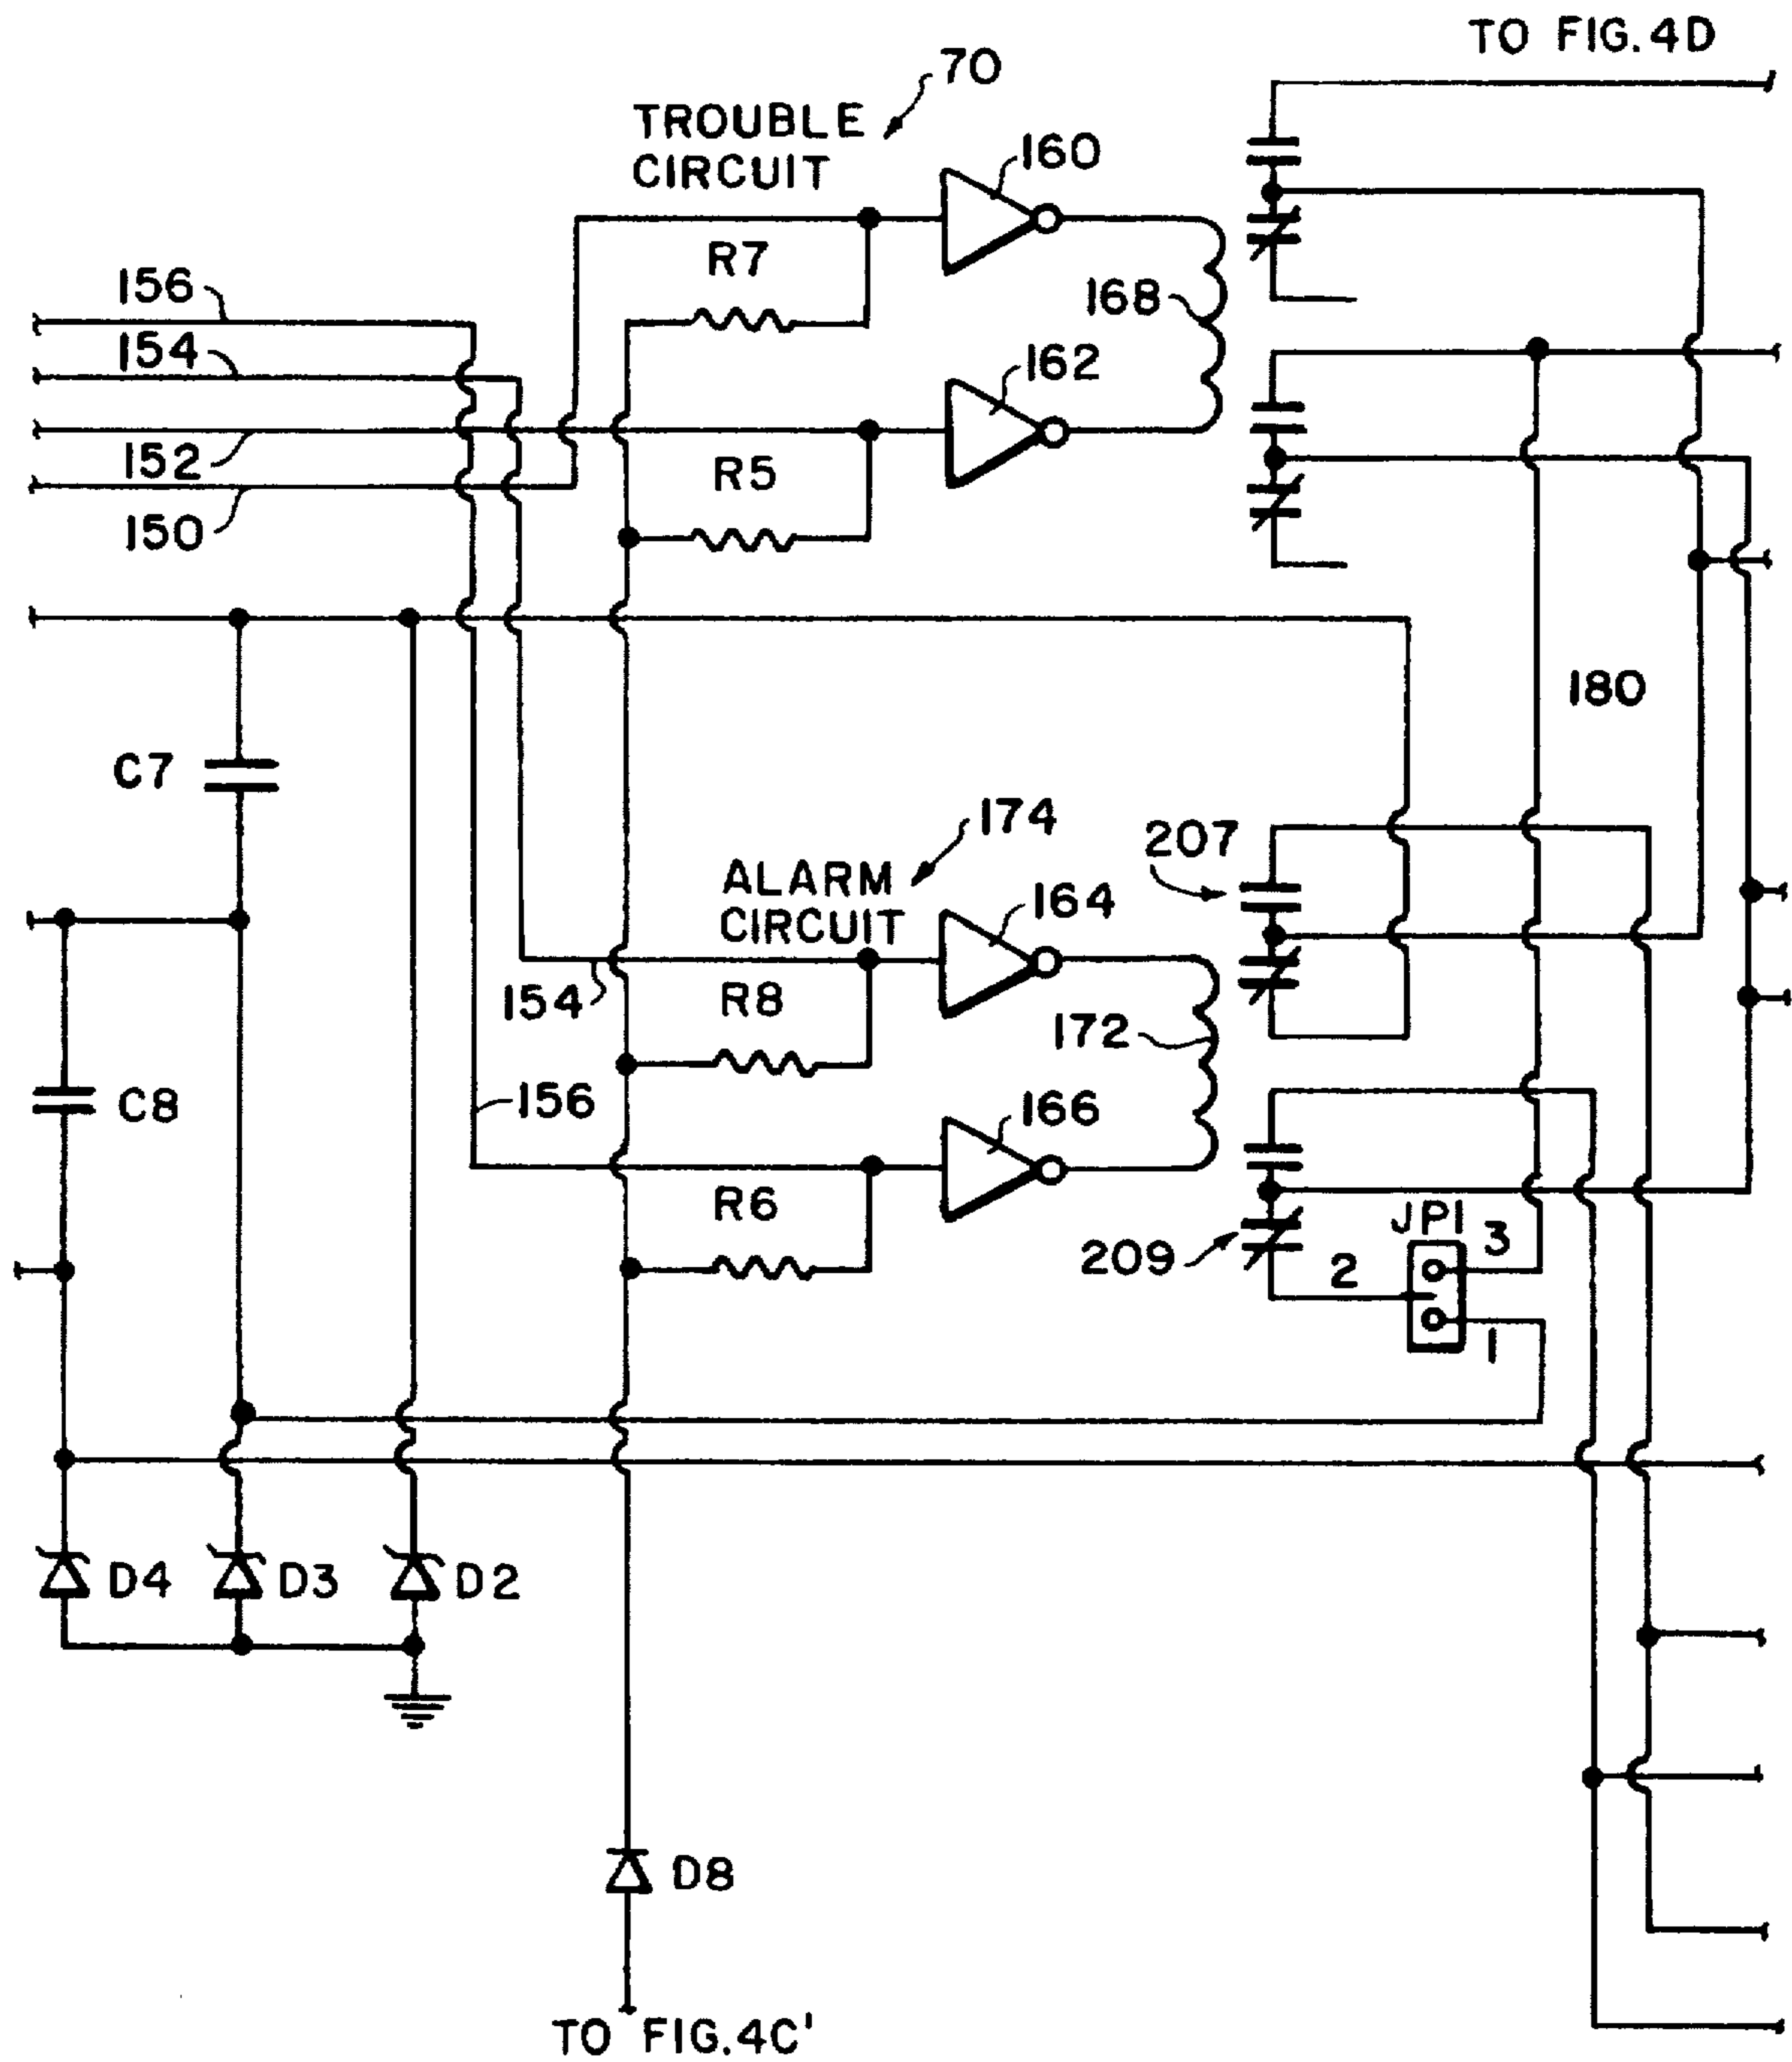 TO FIG.4D
70
TROUBLE
CIRCUIT
160
R7
156
168
154
162
152
R5
150
180
C7
174
207
ALARM
CIRCUIT
164
154
R8
172
C8
156
166
R6
JP1
3
209
2
1
D4
D3
D2
D8
TO FIG.4C'